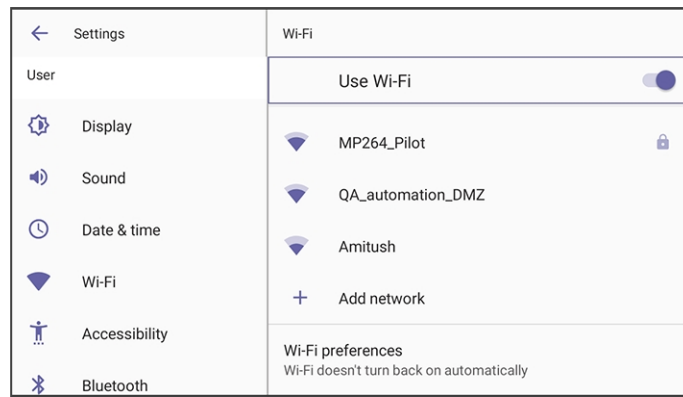 Settings
User
Display
Sound
Date & time
Wi-Fi
Accessibility
Bluetooth
Wi-Fi
Use Wi-Fi
MP264_Pilot
QA_automation_DMZ
Amitush
Add network
Wi-Fi preferences
Wi-Fi doesn't turn back on automatically